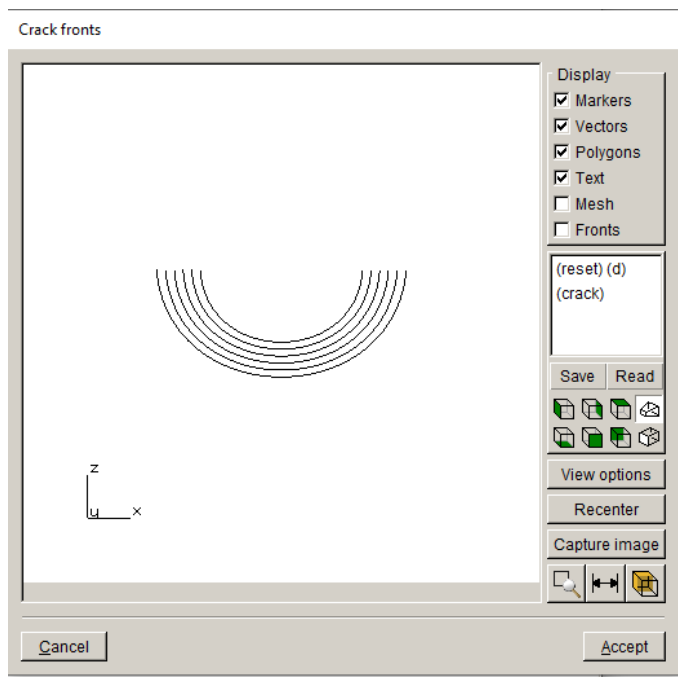 Crack fronts
Display
Markers
Vectors
Polygons
Text
Mesh
Fronts
(reset) (d)
(crack)
Save Read
View options
Recenter
Capture image
z
y x
Cancel Accept